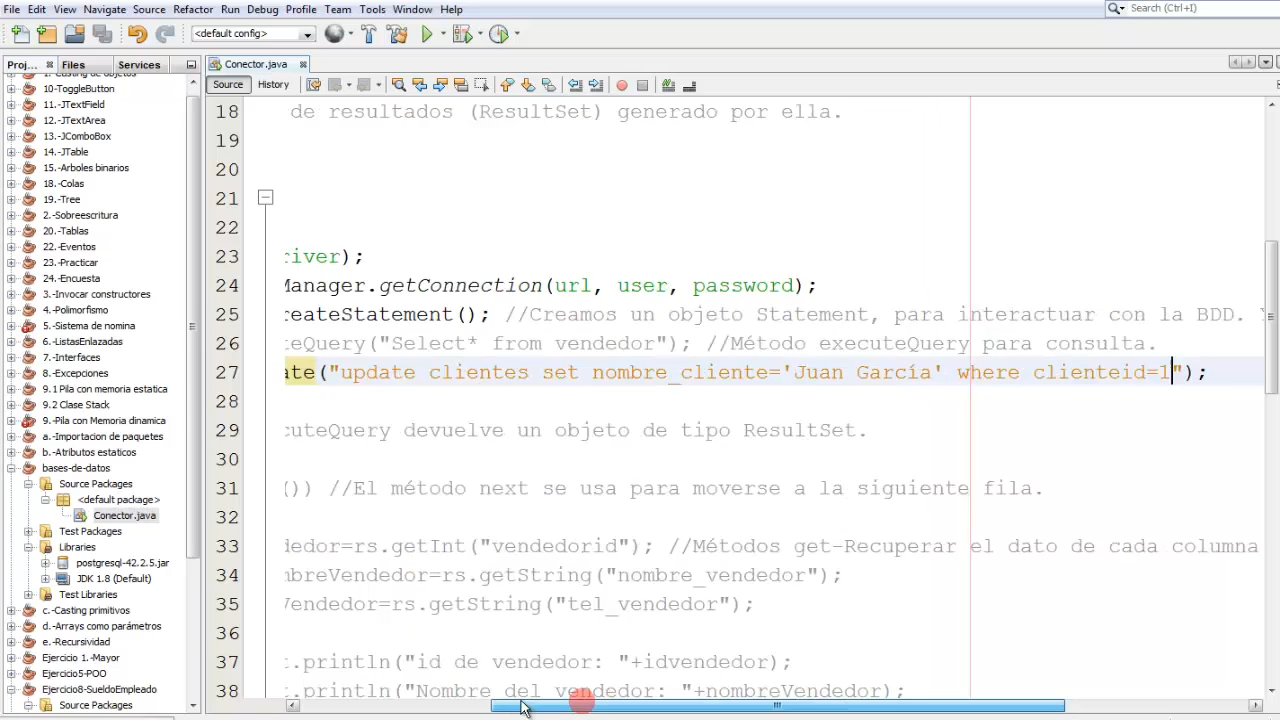 File Edit View Navigate Source Refactor Run Debug Profile Team Tools Window Help
Search (Ctrl+I)
<default config>
Proj... Files Services
Conector.java
Source History
1. Casting de objetos
10-ToggleButton
11.-JTextField
12.-JTextArea
13.-JComboBox
14.-JTable
15.-Arboles binarios
18.-Colas
19.-Tree
2.-Sobreescritura
20.-Tablas
22.-Eventos
23.-Practicar
24.-Encuesta
3.-Invocar constructores
4.-Polimorfismo
5.-Sistema de nomina
6.-ListasEnlazadas
7.-Interfaces
8.-Excepciones
9.1 Pila con memoria estatica
9.2 Clase Stack
9.-Pila con Memoria dinamica
a.-Importacion de paquetes
b.-Atributos estaticos
bases-de-datos
Source Packages
<default package>
Conector.java
Test Packages
Libraries
postgresql-42.2.5.jar
JDK 1.8 (Default)
Test Libraries
c.-Casting primitivos
d.-Arrays como parámetros
e.-Recursividad
Ejercicio 1.-Mayor
Ejercicio5-POO
Ejercicio8-SueldoEmpleado
Source Packages
18 de resultados (ResultSet) generado por ella.
19
20
21
22
23 river);
24 Manager.getConnection(url, user, password);
25 reateStatement(); //Creamos un objeto Statement, para interactuar con la BDD.
26 teQuery("Select* from vendedor"); //Método executeQuery para consulta.
27 ate("update clientes set nombre_cliente='Juan García' where clienteid=1");
28
29 cuteQuery devuelve un objeto de tipo ResultSet.
30
31 ()) //El método next se usa para moverse a la siguiente fila.
32
33 dedor=rs.getInt("vendedorid"); //Métodos get-Recuperar el dato de cada columna
34 mbreVendedor=rs.getString("nombre_vendedor");
35 Vendedor=rs.getString("tel_vendedor");
36
37 t.println("id de vendedor: "+idvendedor);
38 t.println("Nombre del vendedor: "+nombreVendedor);